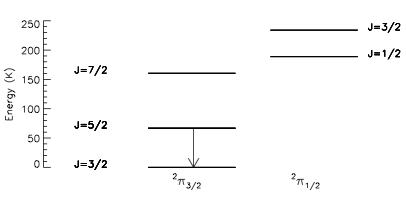 250
200
150
100
50
0
Energy (K)
J=7/2
J=5/2
J=3/2
J=3/2
J=1/2
²π₃/₂
²π₁/₂